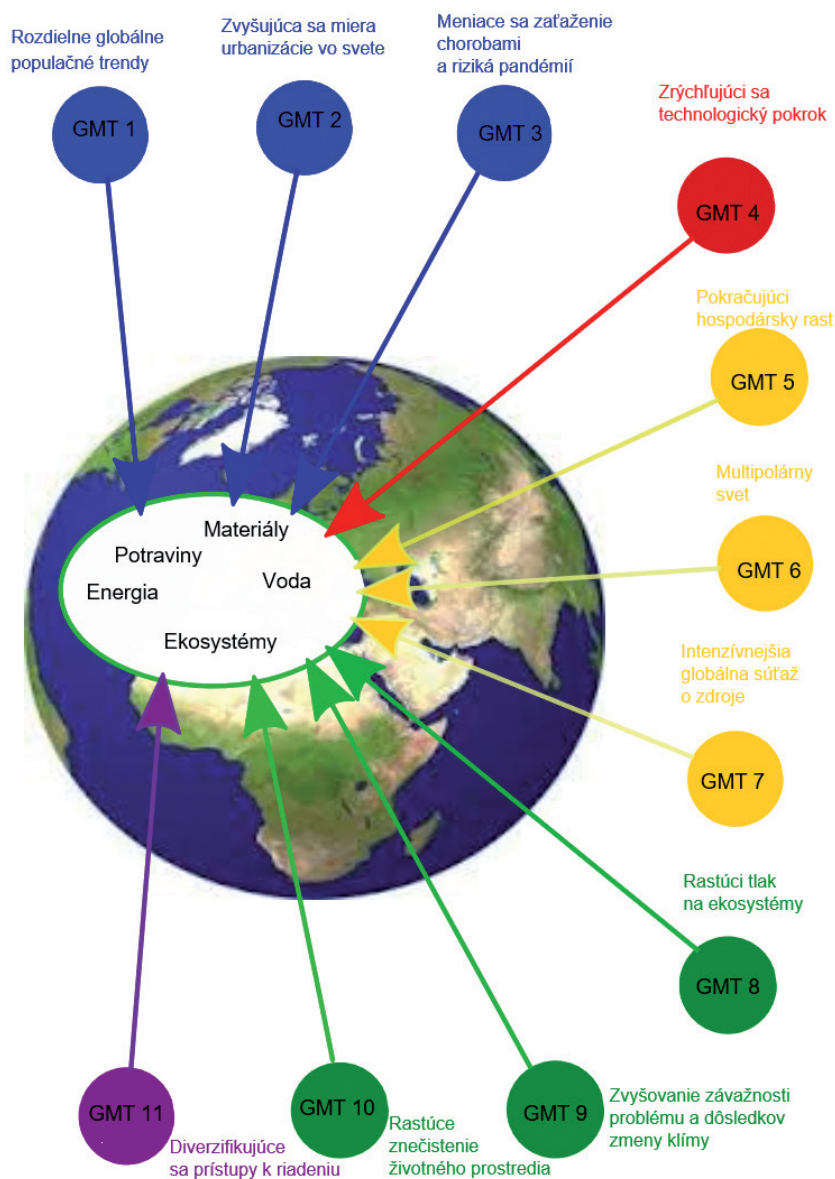 Rozdielne globálne
populačné trendy
GMT 1
Zvyšujúca sa miera
urbanizácie vo svete
GMT 2
Meniace sa zaťaženie
chorobami
a riziká pandémií
GMT 3
Zrýchľujúci sa
technologický pokrok
GMT 4
Pokračujúci
hospodársky rast
GMT 5
Multipolárny
svet
GMT 6
Intenzívnejšia
globálna súťaž
o zdroje
GMT 7
Materiály
Potraviny
Voda
Energia
Ekosystémy
Rastúci tlak
na ekosystémy
GMT 8
Zvyšovanie závažnosti
problému a dôsledkov
zmeny klímy
GMT 9
GMT 10
Rastúce
znečistenie
životného prostredia
GMT 11
Diverzifikujúce
sa prístupy k riadeniu